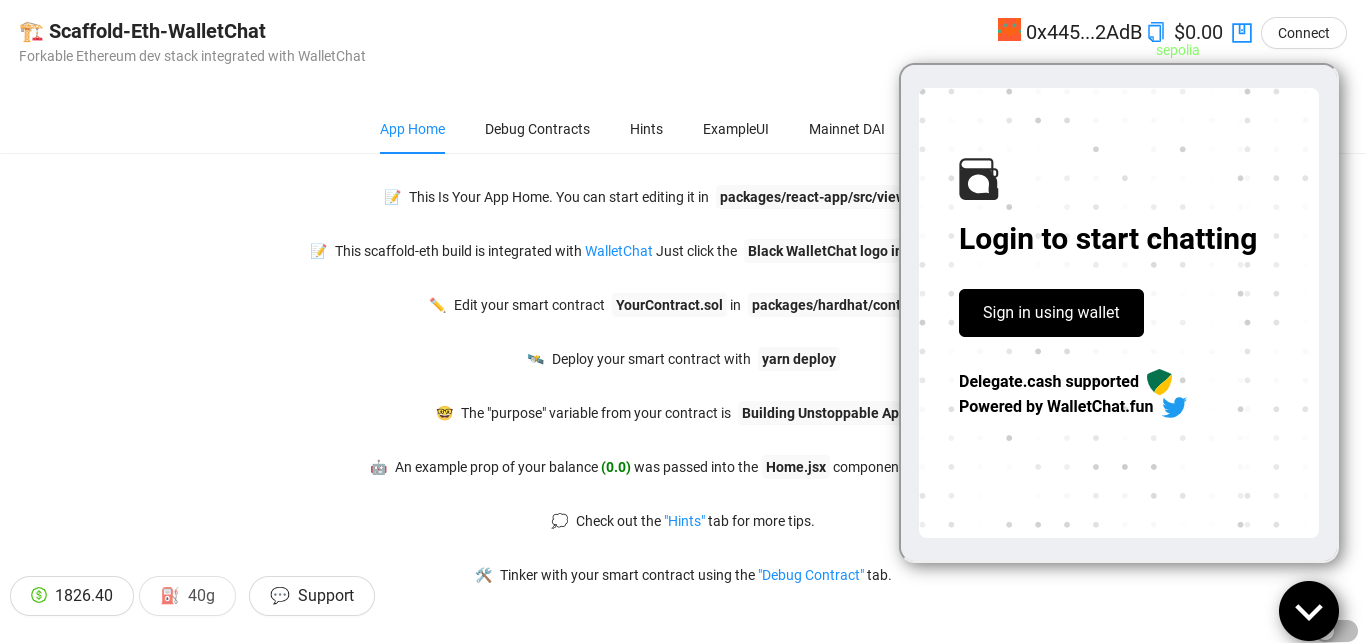 Scaffold-Eth-WalletChat
Forkable Ethereum dev stack integrated with WalletChat
0x445...2AdB $0.00 Connect
sepolia
App Home Debug Contracts Hints ExampleUI Mainnet DAI
This Is Your App Home. You can start editing it in packages/react-app/src/view
This scaffold-eth build is integrated with WalletChat Just click the Black WalletChat logo in
Edit your smart contract YourContract.sol in packages/hardhat/cont
Deploy your smart contract with yarn deploy
The "purpose" variable from your contract is Building Unstoppable Ap
An example prop of your balance (0.0) was passed into the Home.jsx componen
Check out the "Hints" tab for more tips.
Tinker with your smart contract using the "Debug Contract" tab.
Login to start chatting
Sign in using wallet
Delegate.cash supported
Powered by WalletChat.fun
1826.40 40g Support